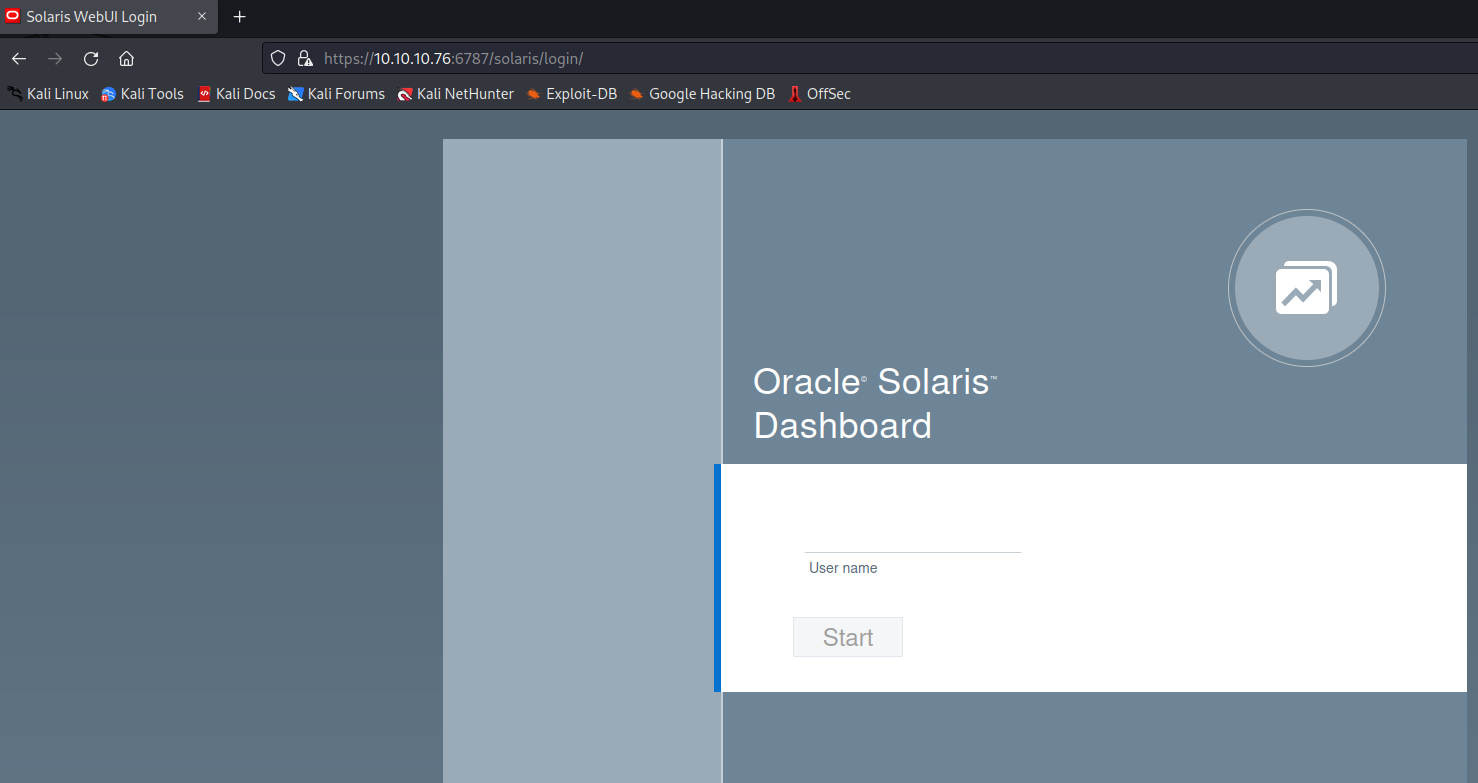 Solaris WebUI Login
https://10.10.10.76:6787/solaris/login/
Kali Linux Kali Tools Kali Docs Kali Forums Kali NetHunter Exploit-DB Google Hacking DB OffSec
Oracle© Solaris™
Dashboard
User name
Start